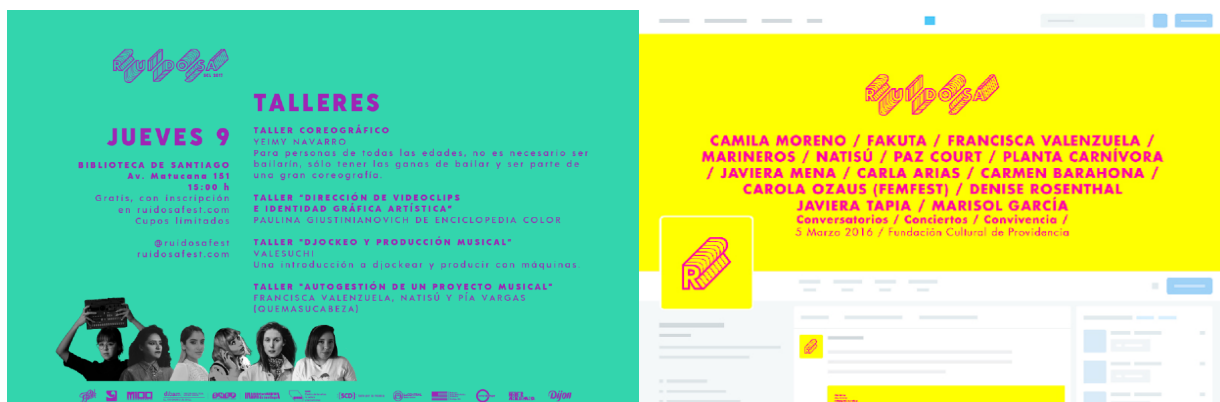 RUIDOSA
DEL 2017
TALLERES
JUEVES 9
BIBLIOTECA DE SANTIAGO
Av. Matucana 151
15:00 h
Gratis, con inscripción
en ruidosafest.com
Cupos limitados
@ruidosafest
ruidosafest.com
TALLER COREOGRÁFICO
YEIMY NAVARRO
Para personas de todas las edades, no es necesario ser
bailarín, sólo tener las ganas de bailar y ser parte de
una gran coreografía.
TALLER "DIRECCIÓN DE VIDEOCLIPS
E IDENTIDAD GRÁFICA ARTÍSTICA"
PAULINA GIUSTINIANOVICH DE ENCICLOPEDIA COLOR
TALLER "DJOCKEO Y PRODUCCIÓN MUSICAL"
VALESUCHI
Una introducción a djockear y producir con máquinas.
TALLER "AUTOGESTIÓN DE UN PROYECTO MUSICAL"
FRANCISCA VALENZUELA, NATISÚ Y PÍA VARGAS
(QUEMASUCABEZA)
[SCD]
Dijon
RUIDOSA
CAMILA MORENO / FAKUTA / FRANCISCA VALENZUELA /
MARINEROS / NATISÚ / PAZ COURT / PLANTA CARNÍVORA
/ JAVIERA MENA / CARLA ARIAS / CARMEN BARAHONA /
CAROLA OZAUS (FEMFEST) / DENISE ROSENTHAL
JAVIERA TAPIA / MARISOL GARCÍA
Conversatorios / Conciertos / Convivencia /
5 Marzo 2016 / Fundación Cultural de Providencia
R